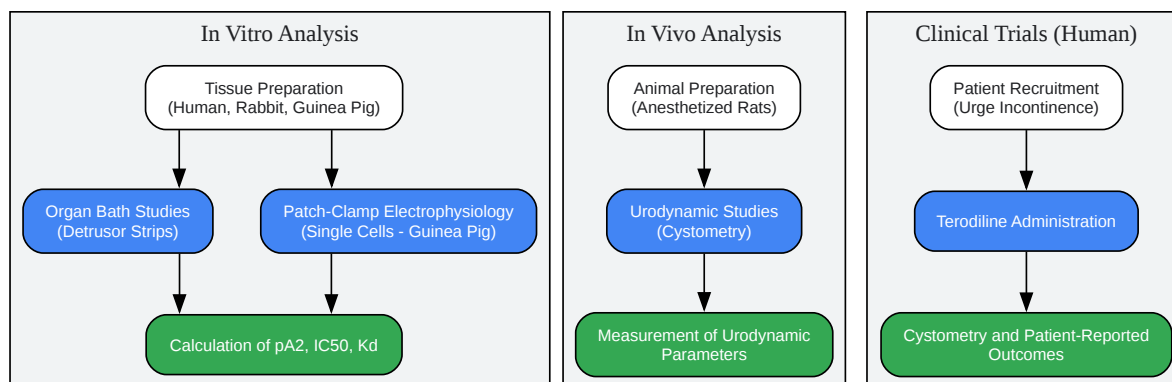 In Vitro Analysis
Tissue Preparation
(Human, Rabbit, Guinea Pig)
Organ Bath Studies
(Detrusor Strips)
Patch-Clamp Electrophysiology
(Single Cells - Guinea Pig)
Calculation of pA2, IC50, Kd
In Vivo Analysis
Animal Preparation
(Anesthetized Rats)
Urodynamic Studies
(Cystometry)
Measurement of Urodynamic
Parameters
Clinical Trials (Human)
Patient Recruitment
(Urge Incontinence)
Terodiline Administration
Cystometry and Patient-Reported
Outcomes